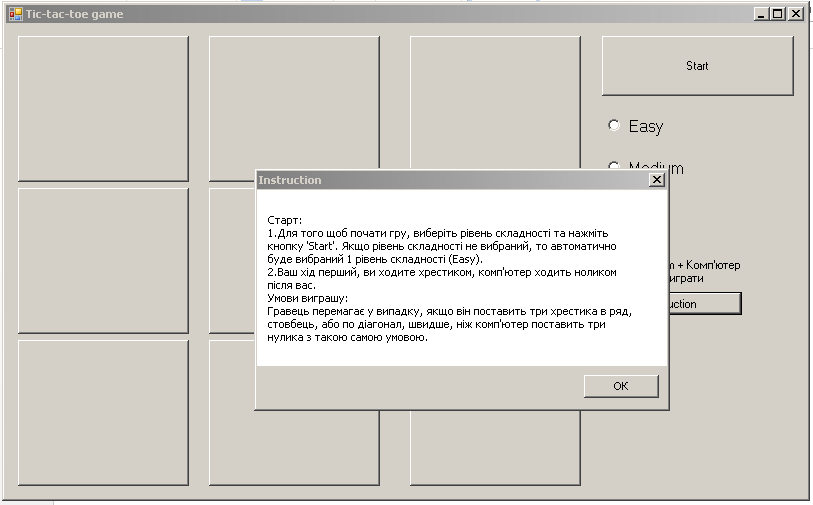 Tic-tac-toe game
Start
Easy
Medium
Instruction
Старт:
1.Для того щоб почати гру, виберіть рівень складності та нажміть
кнопку 'Start'. Якщо рівень складності не вибраний, то автоматично
буде вибраний 1 рівень складності (Easy).
2.Ваш хід перший, ви ходите хрестиком, комп'ютер ходить ноликом
після вас.
Умови виграшу:
Гравець перемагає у випадку, якщо він поставить три хрестика в ряд,
стовбець, або по діагонал, швидше, ніж комп'ютер поставить три
нулика з такою самою умовою.
OK
+ Комп'ютер